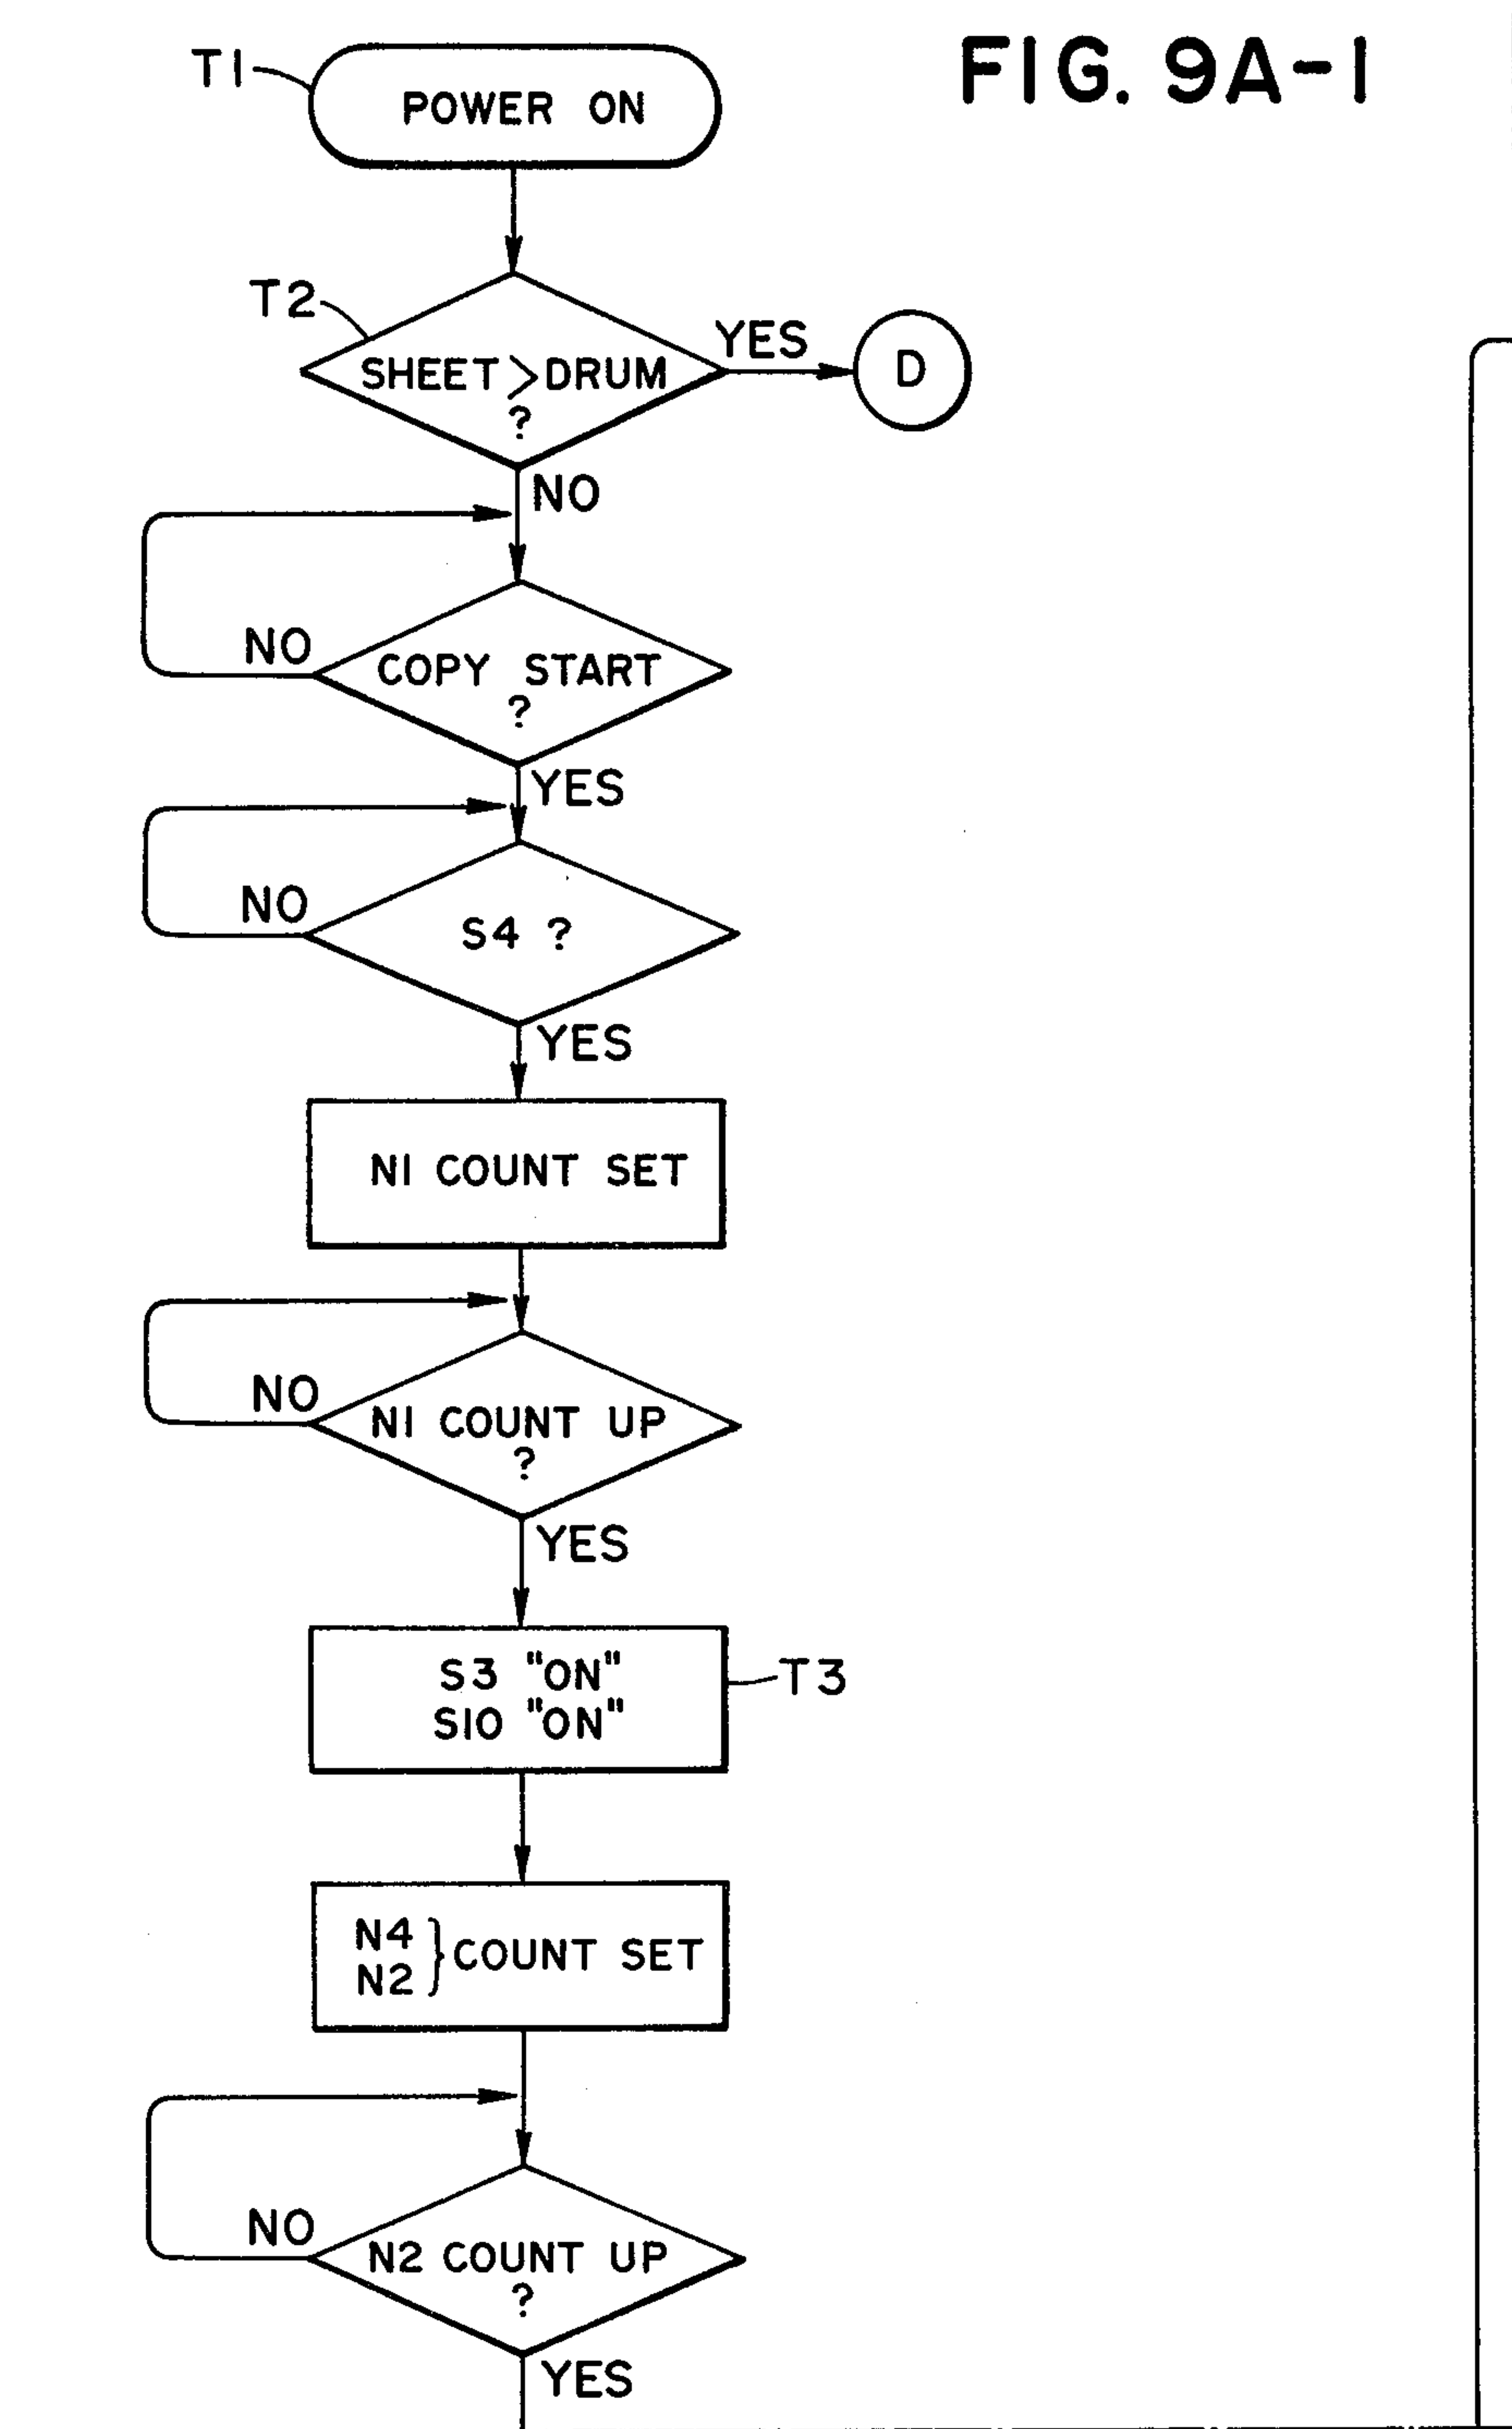 FIG. 9A-1
T1
POWER ON
T2
SHEET>DRUM
?
YES
D
NO
COPY START
?
NO
YES
S4 ?
NO
YES
N1 COUNT SET
N1 COUNT UP
?
NO
YES
S3 "ON"
S10 "ON"
T3
N4
N2
} COUNT SET
N2 COUNT UP
?
NO
YES